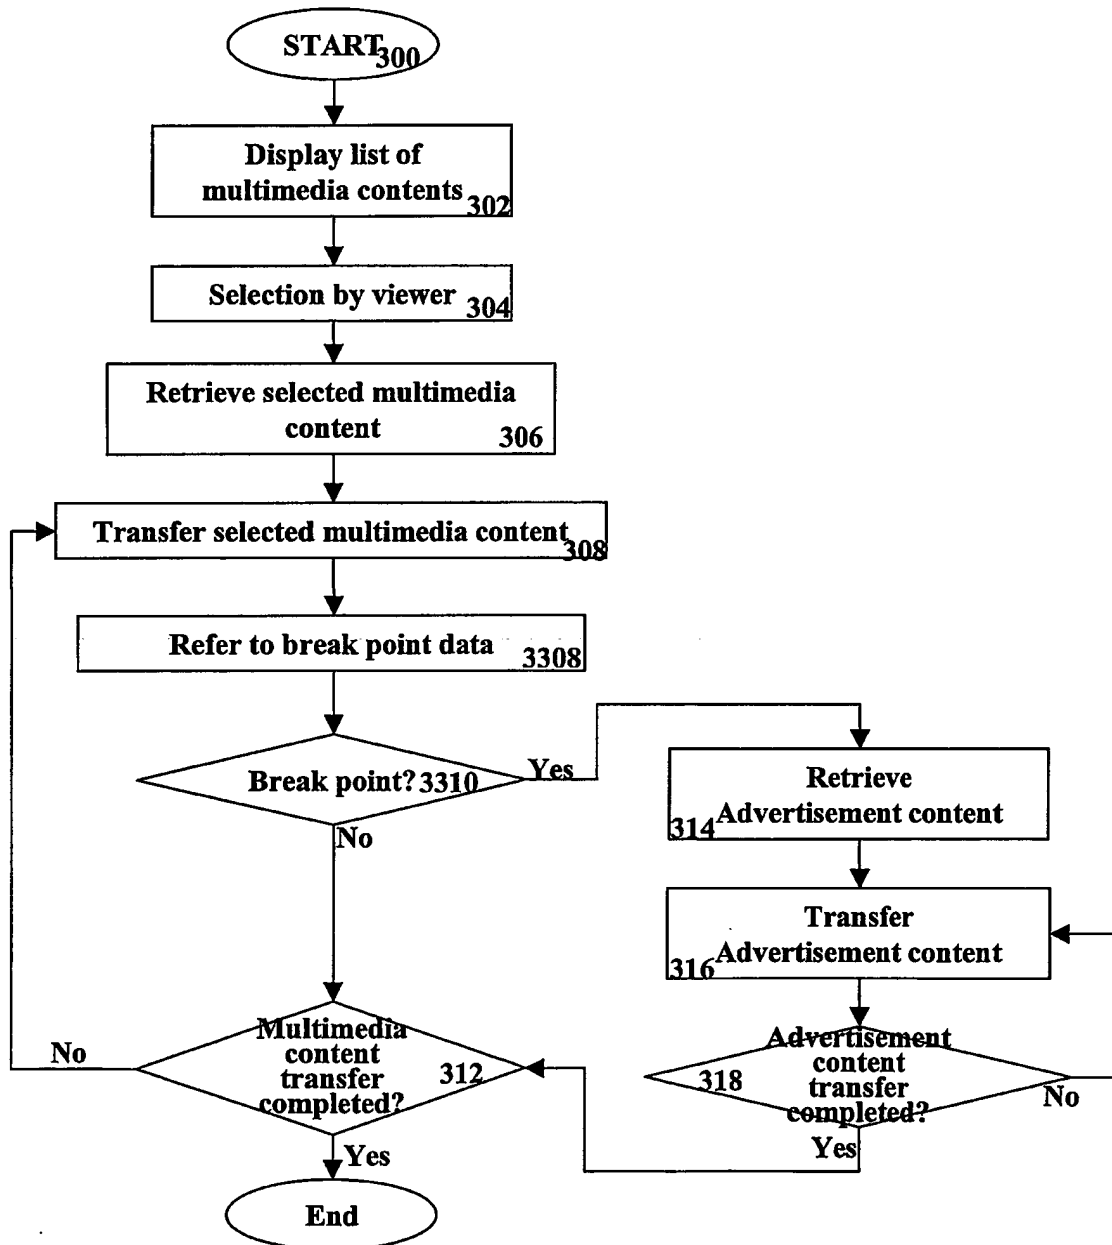 START 300
Display list of
multimedia contents 302
Selection by viewer 304
Retrieve selected multimedia
content 306
Transfer selected multimedia content 308
Refer to break point data 3308
Break point? 3310
Yes
No
Retrieve
Advertisement content
314
Transfer
Advertisement content
316
Advertisement
content
transfer
completed?
318
No
Yes
Multimedia
content
transfer
completed?
312
No
Yes
End